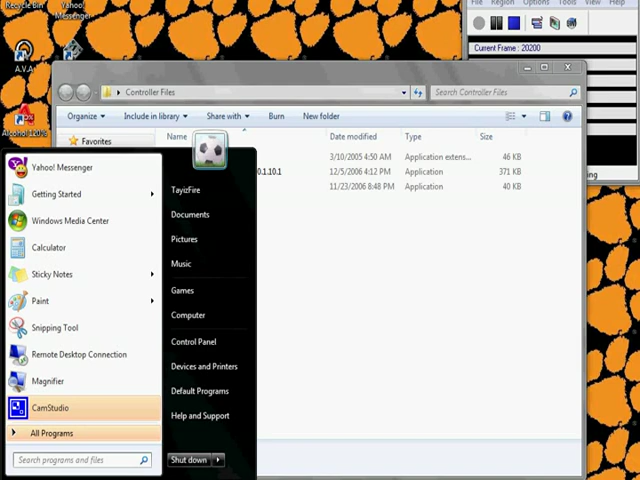 Recycle Bin
Yahoo!
Messenger
A.V.A
Alcohol 120%
File Region Options Tools View Help
Current Frame : 20200
Controller Files
Search Controller Files
Organize
Include in library
Share with
Burn
New folder
Favorites
Name
Date modified
Type
Size
3/10/2005 4:50 AM Application extens... 46 KB
0.1.10.1 12/5/2006 4:12 PM Application 371 KB
11/23/2006 8:48 PM Application 40 KB
Yahoo! Messenger
Getting Started
Windows Media Center
Calculator
Sticky Notes
Paint
Snipping Tool
Remote Desktop Connection
Magnifier
CamStudio
All Programs
Search programs and files
TayizFire
Documents
Pictures
Music
Games
Computer
Control Panel
Devices and Printers
Default Programs
Help and Support
Shut down